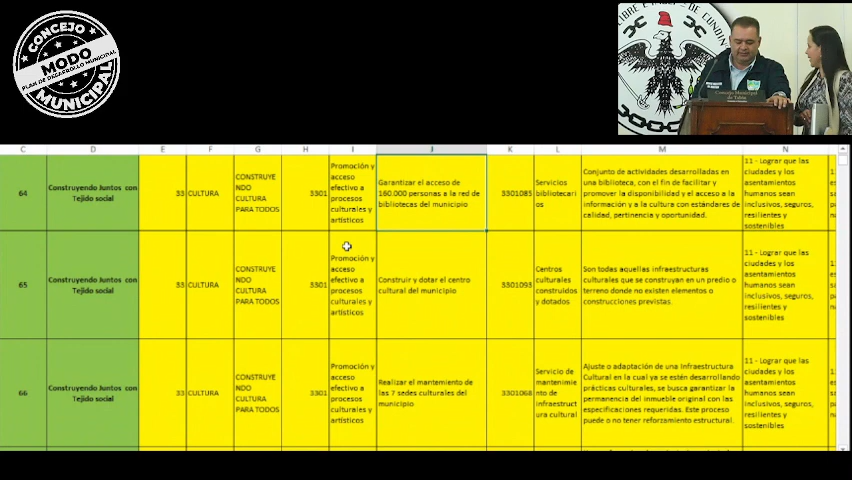 CONCEJO
MODO
PLAN DE DESARROLLO MUNICIPAL
MUNICIPAL
LIBRE E
DE CUNDIN
Concejo Municipal
C D E F G H I J K L M N
64
Construyendo Juntos con
Tejido social
33 CULTURA
CONSTRUYE
NDO
CULTURA
PARA TODOS
3301
Promoción y
acceso
efectivo a
procesos
culturales y
artísticos
Garantizar el acceso de
160.000 personas a la red de
bibliotecas del municipio
3301085
Servicios
bibliotecari
os
Conjunto de actividades desarrolladas en
una biblioteca, con el fin de facilitar y
promover la disponibilidad y el acceso a la
información y a la cultura con estándares de
calidad, pertinencia y oportunidad.
11 - Lograr que las
ciudades y los
asentamientos
humanos sean
inclusivos, seguros,
resilientes y
sostenibles
65
Construyendo Juntos con
Tejido social
33 CULTURA
CONSTRUYE
NDO
CULTURA
PARA TODOS
3301
Promoción y
acceso
efectivo a
procesos
culturales y
artísticos
Construir y dotar el centro
cultural del municipio
3301093
Centros
culturales
construidos
y dotados
Son todas aquellas infraestructuras
culturales que se construyan en un predio o
terreno donde no existen elementos o
construcciones previstas.
11 - Lograr que las
ciudades y los
asentamientos
humanos sean
inclusivos, seguros,
resilientes y
sostenibles
66
Construyendo Juntos con
Tejido social
33 CULTURA
CONSTRUYE
NDO
CULTURA
PARA TODOS
3301
Promoción y
acceso
efectivo a
procesos
culturales y
artísticos
Realizar el mantemiento de
las 7 sedes culturales del
municipio
3301068
Servicio de
mantenimie
nto de
infraestruct
ura cultural
Ajuste o adaptación de una Infraestructura
Cultural en la cual ya se estén desarrollando
prácticas culturales, se busca garantizar la
permanencia del inmueble original con las
especificaciones requeridas. Este proceso
puede o no tener reforzamiento estructural.
11 - Lograr que las
ciudades y los
asentamientos
humanos sean
inclusivos, seguros,
resilientes y
sostenibles